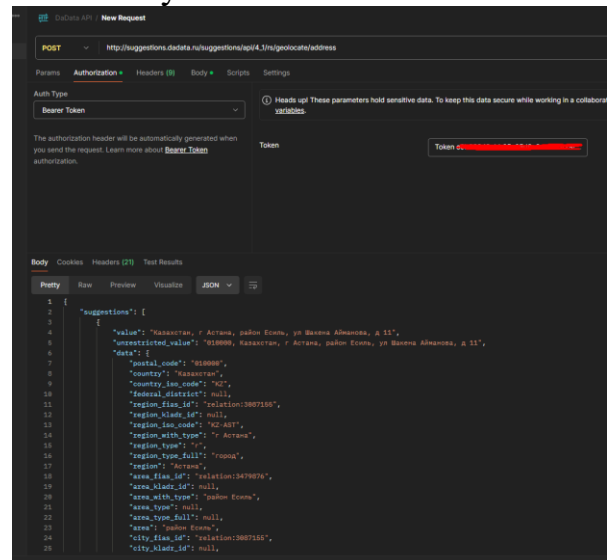 DaData API / New Request
POST http://suggestions.dadata.ru/suggestions/api/4_1/rs/geolocate/address
Params Authorization Headers (9) Body Scripts Settings
Auth Type
Bearer Token
Heads up! These parameters hold sensitive data. To keep this data secure while working in a collaborat
variables.
The authorization header will be automatically generated when
you send the request. Learn more about Bearer Token
authorization.
Token
Token
Body Cookies Headers (21) Test Results
Pretty Raw Preview Visualize JSON
1 {
2 "suggestions": [
3 {
4 "value": "Казахстан, г Астана, район Есиль, ул Шакена Айманова, д 11",
5 "unrestricted_value": "010000, Казахстан, г Астана, район Есиль, ул Шакена Айманова, д 11",
6 "data": {
7 "postal_code": "010000",
8 "country": "Казахстан",
9 "country_iso_code": "KZ",
10 "federal_district": null,
11 "region_fias_id": "relation:3087155",
12 "region_kladr_id": null,
13 "region_iso_code": "KZ-AST",
14 "region_with_type": "г Астана",
15 "region_type": "г",
16 "region_type_full": "город",
17 "region": "Астана",
18 "area_fias_id": "relation:3479876",
19 "area_kladr_id": null,
20 "area_with_type": "район Есиль",
21 "area_type": null,
22 "area_type_full": null,
23 "area": "район Есиль",
24 "city_fias_id": "relation:3087155",
25 "city_kladr_id": null,